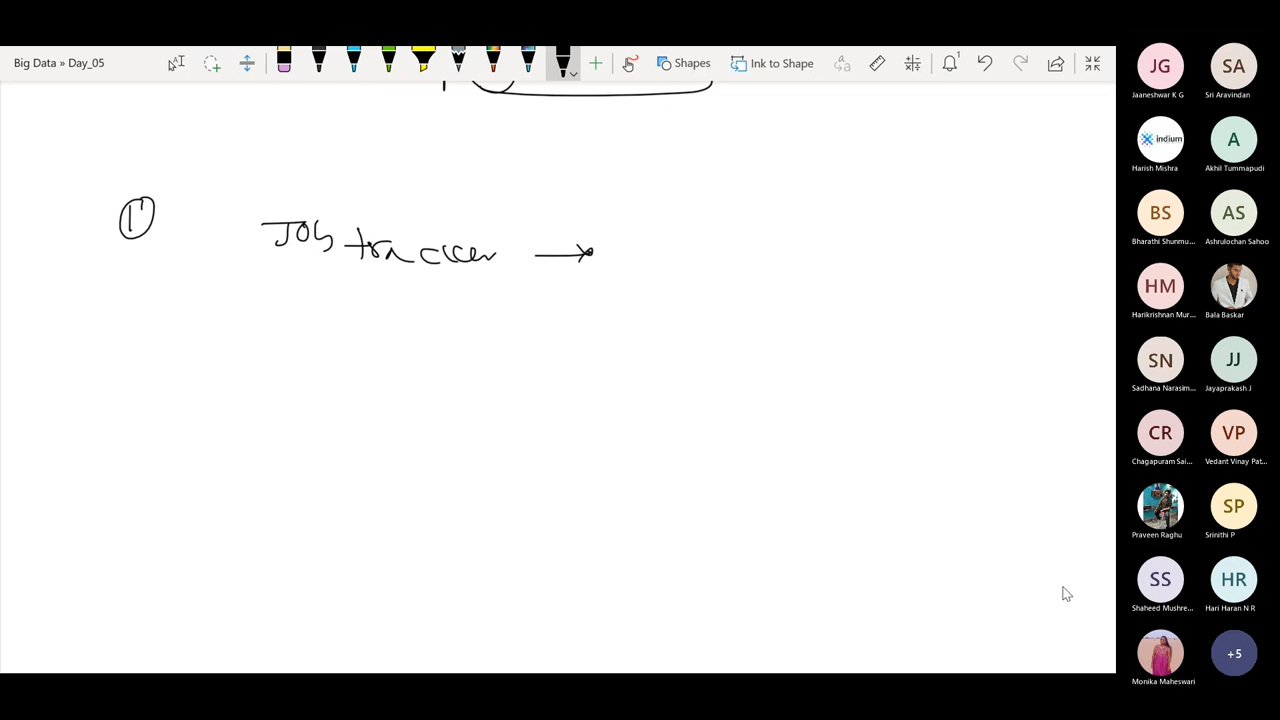 Big Data » Day_05
Shapes
Ink to Shape
1
JG
SA
Jaaneshwar K G
Sri Aravindan
indium
A
Harish Mishra
Akhil Tummapudi
1
Job tracker →
BS
AS
Bharathi Shunmu...
Ashrulochan Sahoo
HM
Harikrishnan Mur...
Bala Baskar
SN
JJ
Sadhana Narasim...
Jayaprakash J
CR
VP
Chagapuram Sai...
Vedant Vinay Pat...
SP
Praveen Raghu
Srinithi P
SS
HR
Shaheed Mushre...
Hari Haran N R
+5
Monika Maheswari